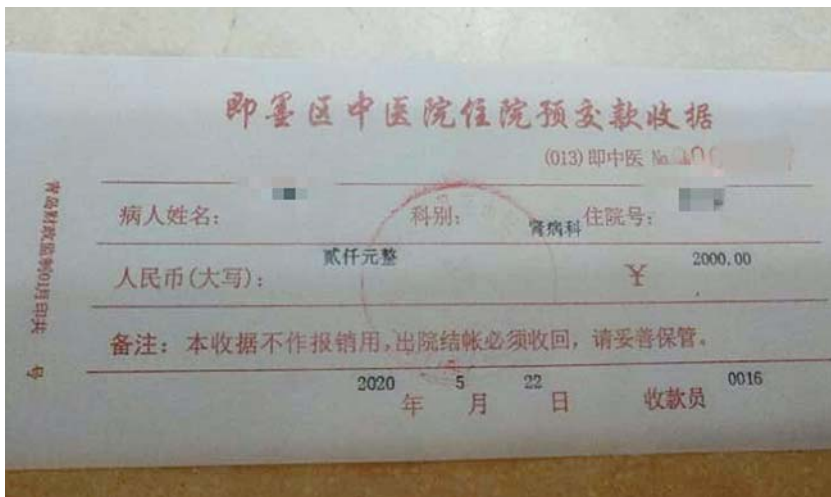 即墨区中医院住院预交款收据
(013)即中医 No.
病人姓名: 科别: 肾病科 住院号:
人民币(大写): 贰仟元整 ¥ 2000.00
备注: 本收据不作报销用,出院结帐必须收回, 请妥善保管。
2020 年 5 月 22 日 收款员 0016